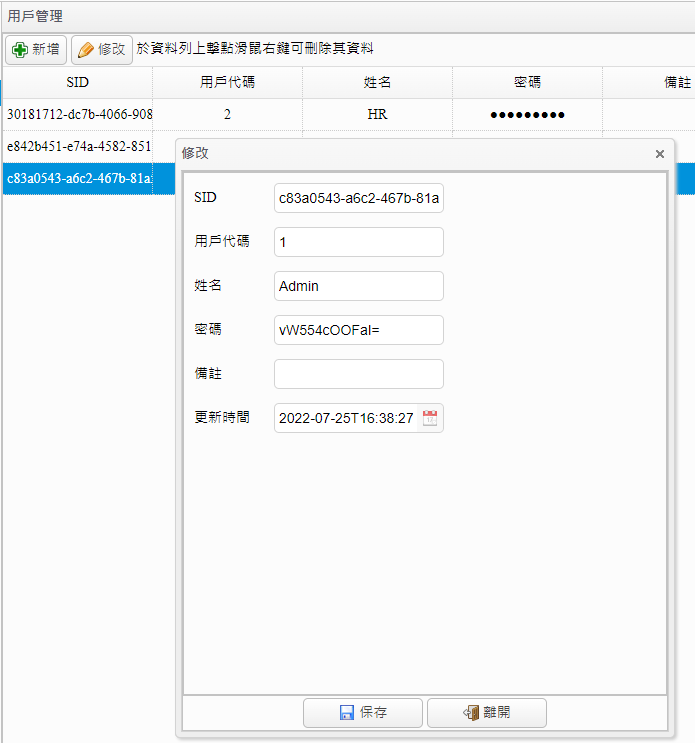 用戶管理
新增 修改 於資料列上擊點滑鼠右鍵可刪除其資料
SID 用戶代碼 姓名 密碼 備註
30181712-dc7b-4066-908 2 HR ●●●●●●●●●
e842b451-e74a-4582-851
c83a0543-a6c2-467b-81a
修改
SID c83a0543-a6c2-467b-81a
用戶代碼 1
姓名 Admin
密碼 vW554cOOFaI=
備註
更新時間 2022-07-25T16:38:27
保存 離開